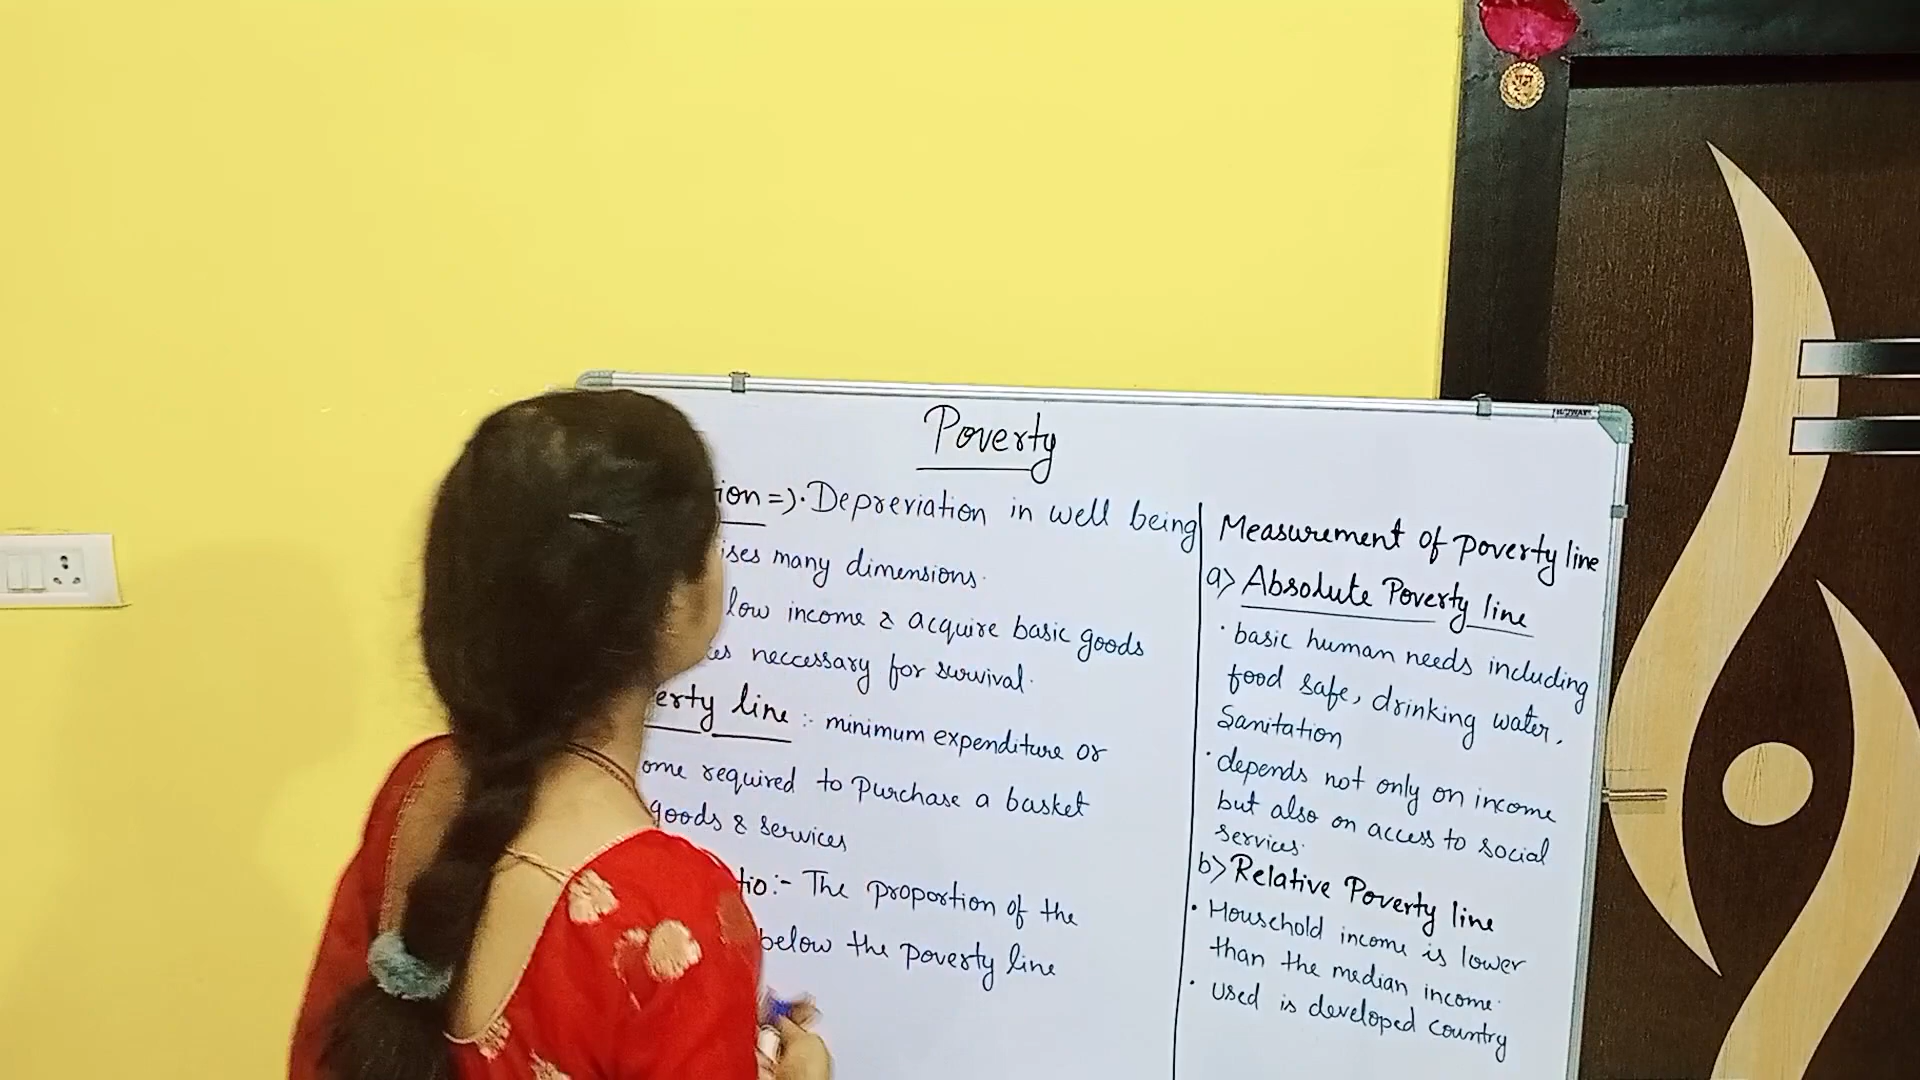 Poverty
ion =) · Depreviation in well being
ises many dimensions.
low income & acquire basic goods
ces neccessary for survival.
erty line :- minimum expenditure or
ome required to purchase a basket
goods & services
tio :- The proportion of the
below the poverty line
Measurement of poverty line
a) Absolute Poverty line
· basic human needs including
food safe, drinking water,
Sanitation
· depends not only on income
but also on access to social
services.
b) Relative Poverty line
· Household income is lower
than the median income.
· used is developed country